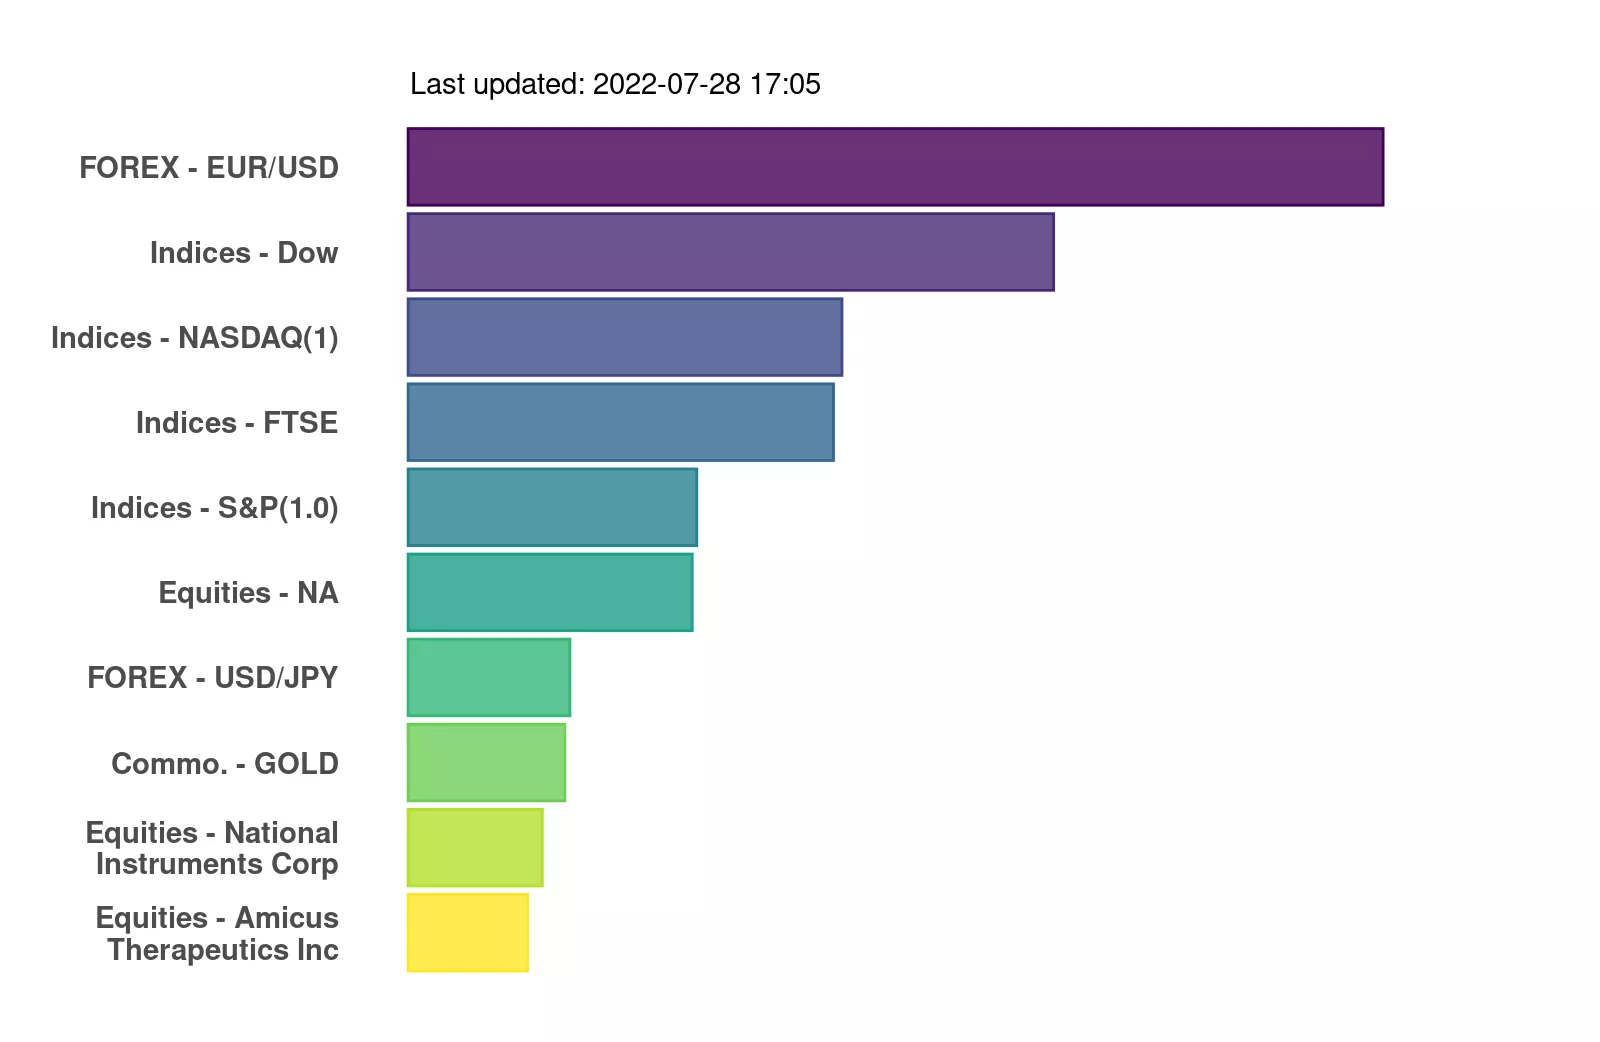 Last updated: 2022-07-28 17:05
FOREX - EUR/USD
Indices - Dow
Indices - NASDAQ(1)
Indices - FTSE
Indices - S&P(1.0)
Equities - NA
FOREX - USD/JPY
Commo. - GOLD
Equities - National
Instruments Corp
Equities - Amicus
Therapeutics Inc